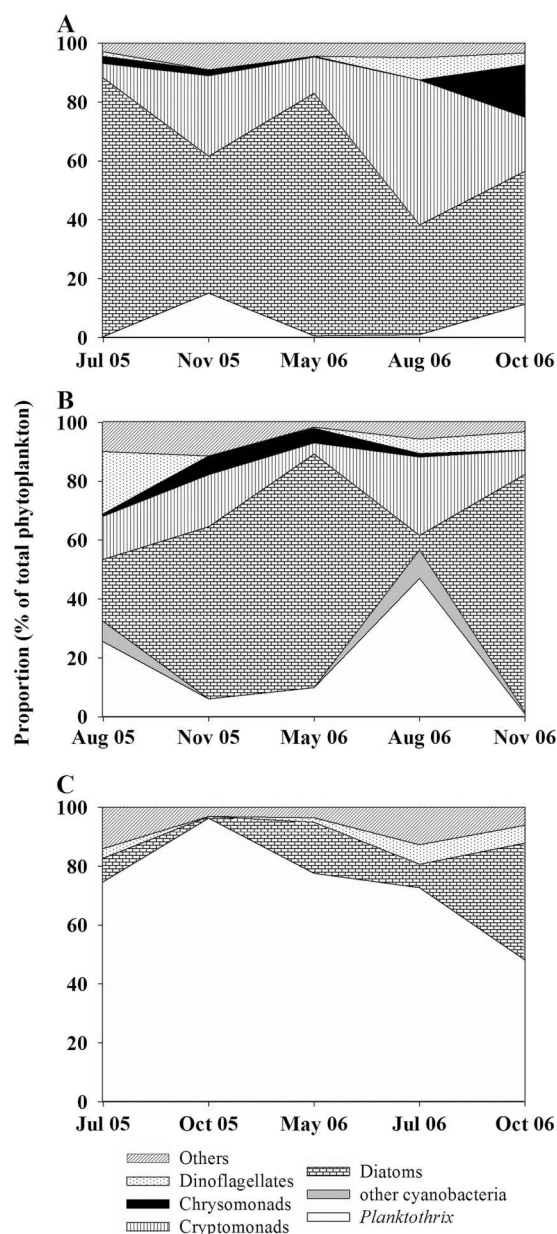 A
100
80
60
40
20
0
Jul 05 Nov 05 May 06 Aug 06 Oct 06
B
100
80
60
40
20
0
Aug 05 Nov 05 May 06 Aug 06 Nov 06
Proportion (% of total phytoplankton)
C
100
80
60
40
20
0
Jul 05 Oct 05 May 06 Jul 06 Oct 06
Others
Dinoflagellates
Chrysomonads
Cryptomonads
Diatoms
other cyanobacteria
Planktothrix